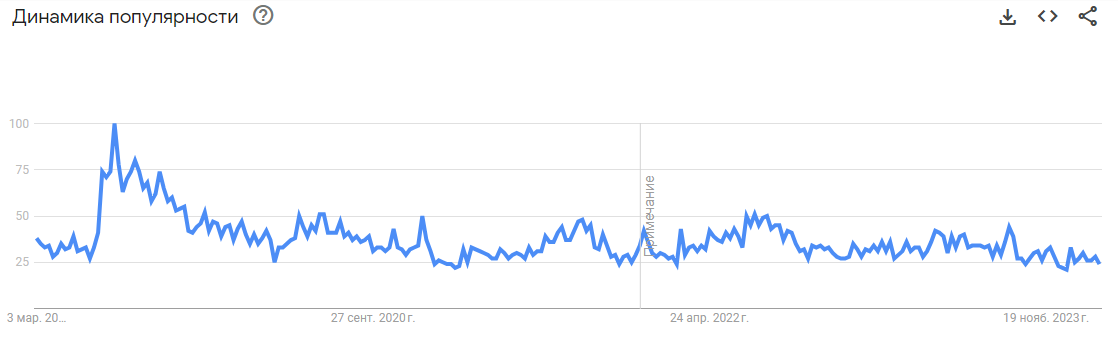 Динамика популярности
100
75
50
25
Примечание
3 мар. 20...
27 сент. 2020 г.
24 апр. 2022 г.
19 нояб. 2023 г.